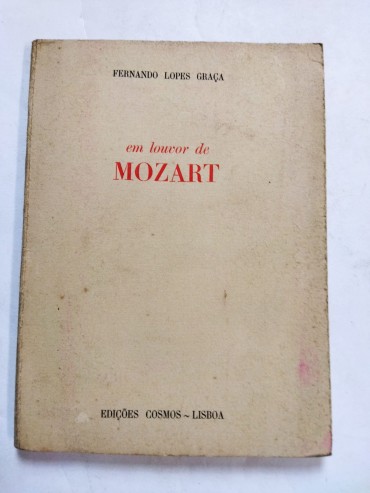 FERNANDO LOPES GRAÇA
em louvor de
MOZART
EDIÇÕES COSMOS ~ LISBOA